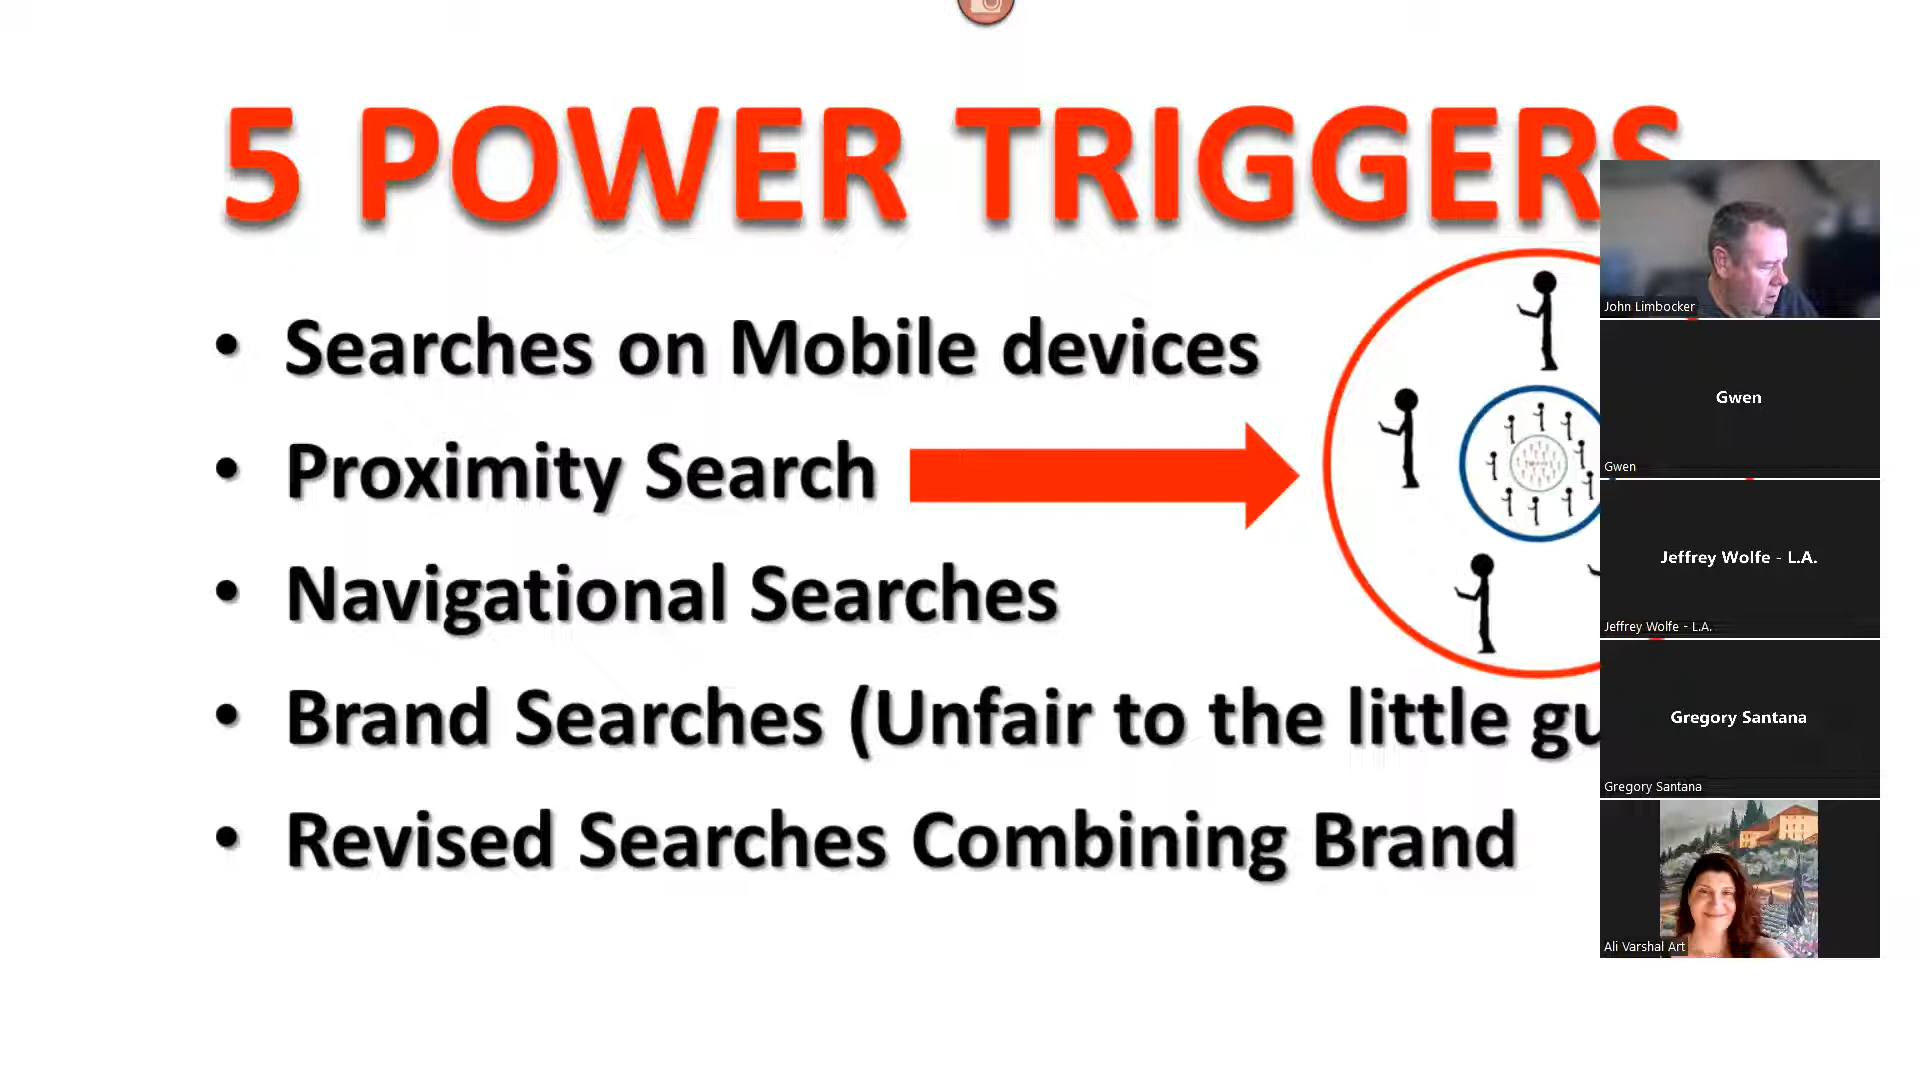 5 POWER TRIGGERS
• Searches on Mobile devices
• Proximity Search
• Navigational Searches
• Brand Searches (Unfair to the little gu
• Revised Searches Combining Brand
John Limbocker
Gwen
Gwen
Jeffrey Wolfe - L.A.
Jeffrey Wolfe - L.A.
Gregory Santana
Gregory Santana
Ali Varshal Art